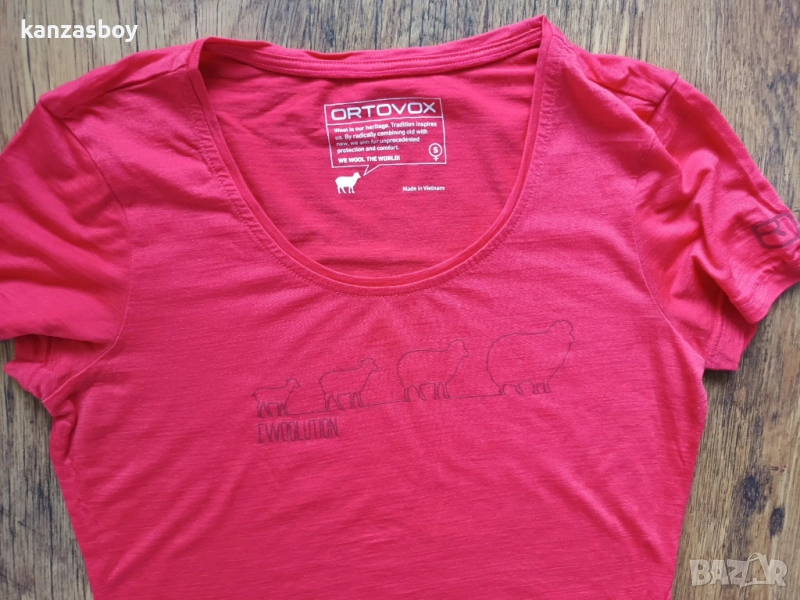 kanzasboy
ORTOVOX
Wool is our heritage. Tradition inspires
us. By radically combining old with
new, we aim for unprecedented
protection and comfort.
WE WOOL THE WORLD!
S
Made in Vietnam
EWOOLUTION
BAZAR